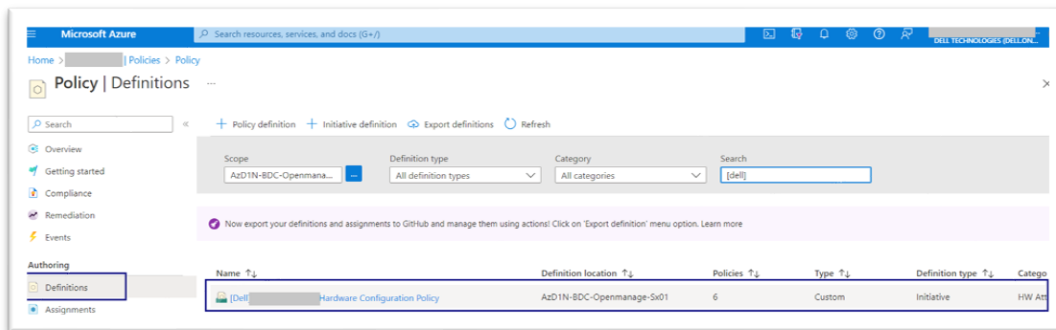 Microsoft Azure
Search resources, services, and docs (G+/)
DELL TECHNOLOGIES (DELL.ON...
Home > | Policies > Policy
Policy | Definitions ...
Search
«
Policy definition
Initiative definition
Export definitions
Refresh
Overview
Getting started
Compliance
Remediation
Events
Authoring
Definitions
Assignments
Scope
AzD1N-BDC-Openmana...
...
Definition type
All definition types
Category
All categories
Search
[dell]
Now export your definitions and assignments to GitHub and manage them using actions! Click on 'Export definition' menu option. Learn more
Name ↑↓ Definition location ↑↓ Policies ↑↓ Type ↑↓ Definition type ↑↓ Catego
[Dell Hardware Configuration Policy AzD1N-BDC-Openmanage-Sx01 6 Custom Initiative HW Att